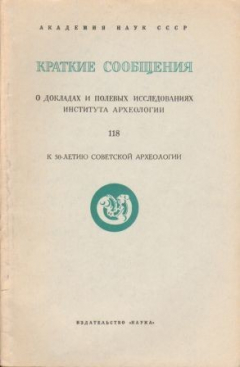 АКАДЕМИЯ НАУК СССР
КРАТКИЕ СООБЩЕНИЯ
О ДОКЛАДАХ И ПОЛЕВЫХ ИССЛЕДОВАНИЯХ
ИНСТИТУТА АРХЕОЛОГИИ
118
К 50-ЛЕТИЮ СОВЕТСКОЙ АРХЕОЛОГИИ
ИЗДАТЕЛЬСТВО «НАУКА»